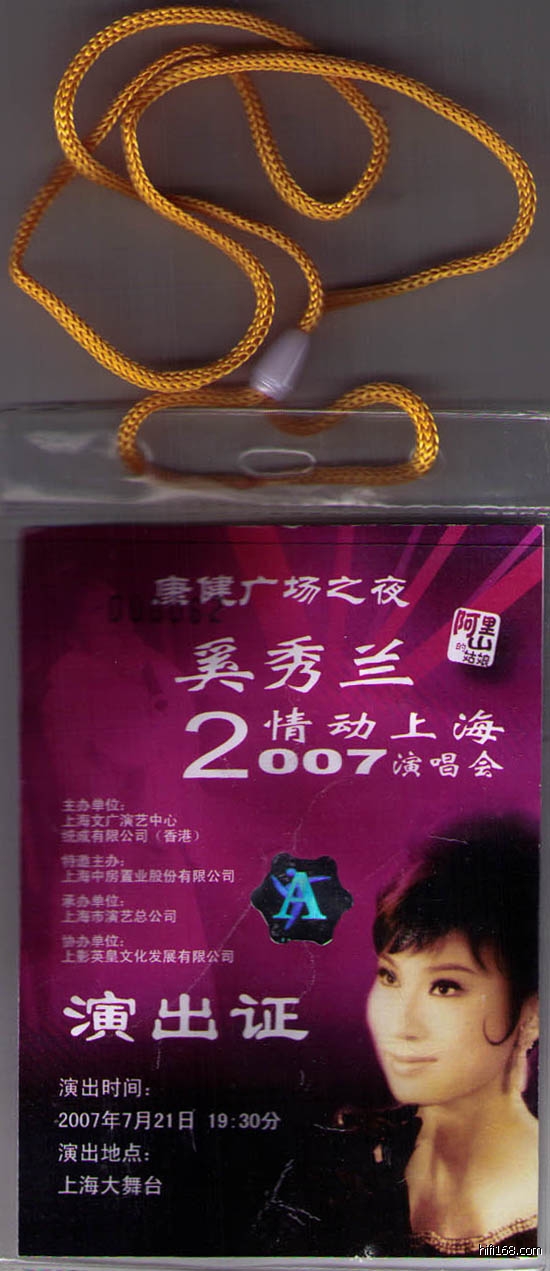 康健广场之夜
阿里山
的姑娘
奚秀兰
情动上海
2007演唱会
主办单位：
上海文广演艺中心
有限公司（香港）
特邀主办：
上海中房置业股份有限公司
承办单位：
上海市演艺总公司
协办单位：
上影英皇文化发展有限公司
A
演出证
演出时间：
2007年7月21日 19:30分
演出地点：
上海大舞台
hifi168.com